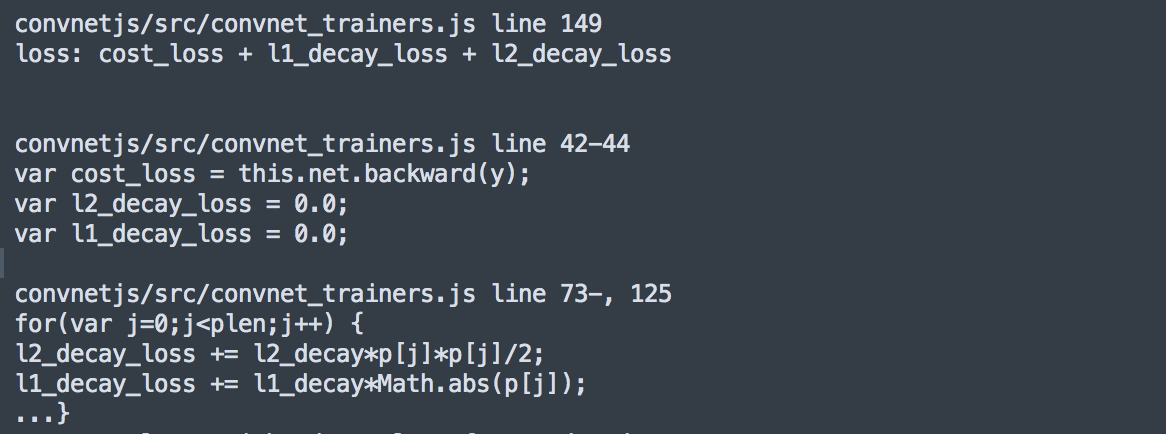 convnetjs/src/convnet_trainers.js line 149
loss: cost_loss + l1_decay_loss + l2_decay_loss
convnetjs/src/convnet_trainers.js line 42-44
var cost_loss = this.net.backward(y);
var l2_decay_loss = 0.0;
var l1_decay_loss = 0.0;
convnetjs/src/convnet_trainers.js line 73-, 125
for(var j=0;j<plen;j++) {
l2_decay_loss += l2_decay*p[j]*p[j]/2;
l1_decay_loss += l1_decay*Math.abs(p[j]);
...}